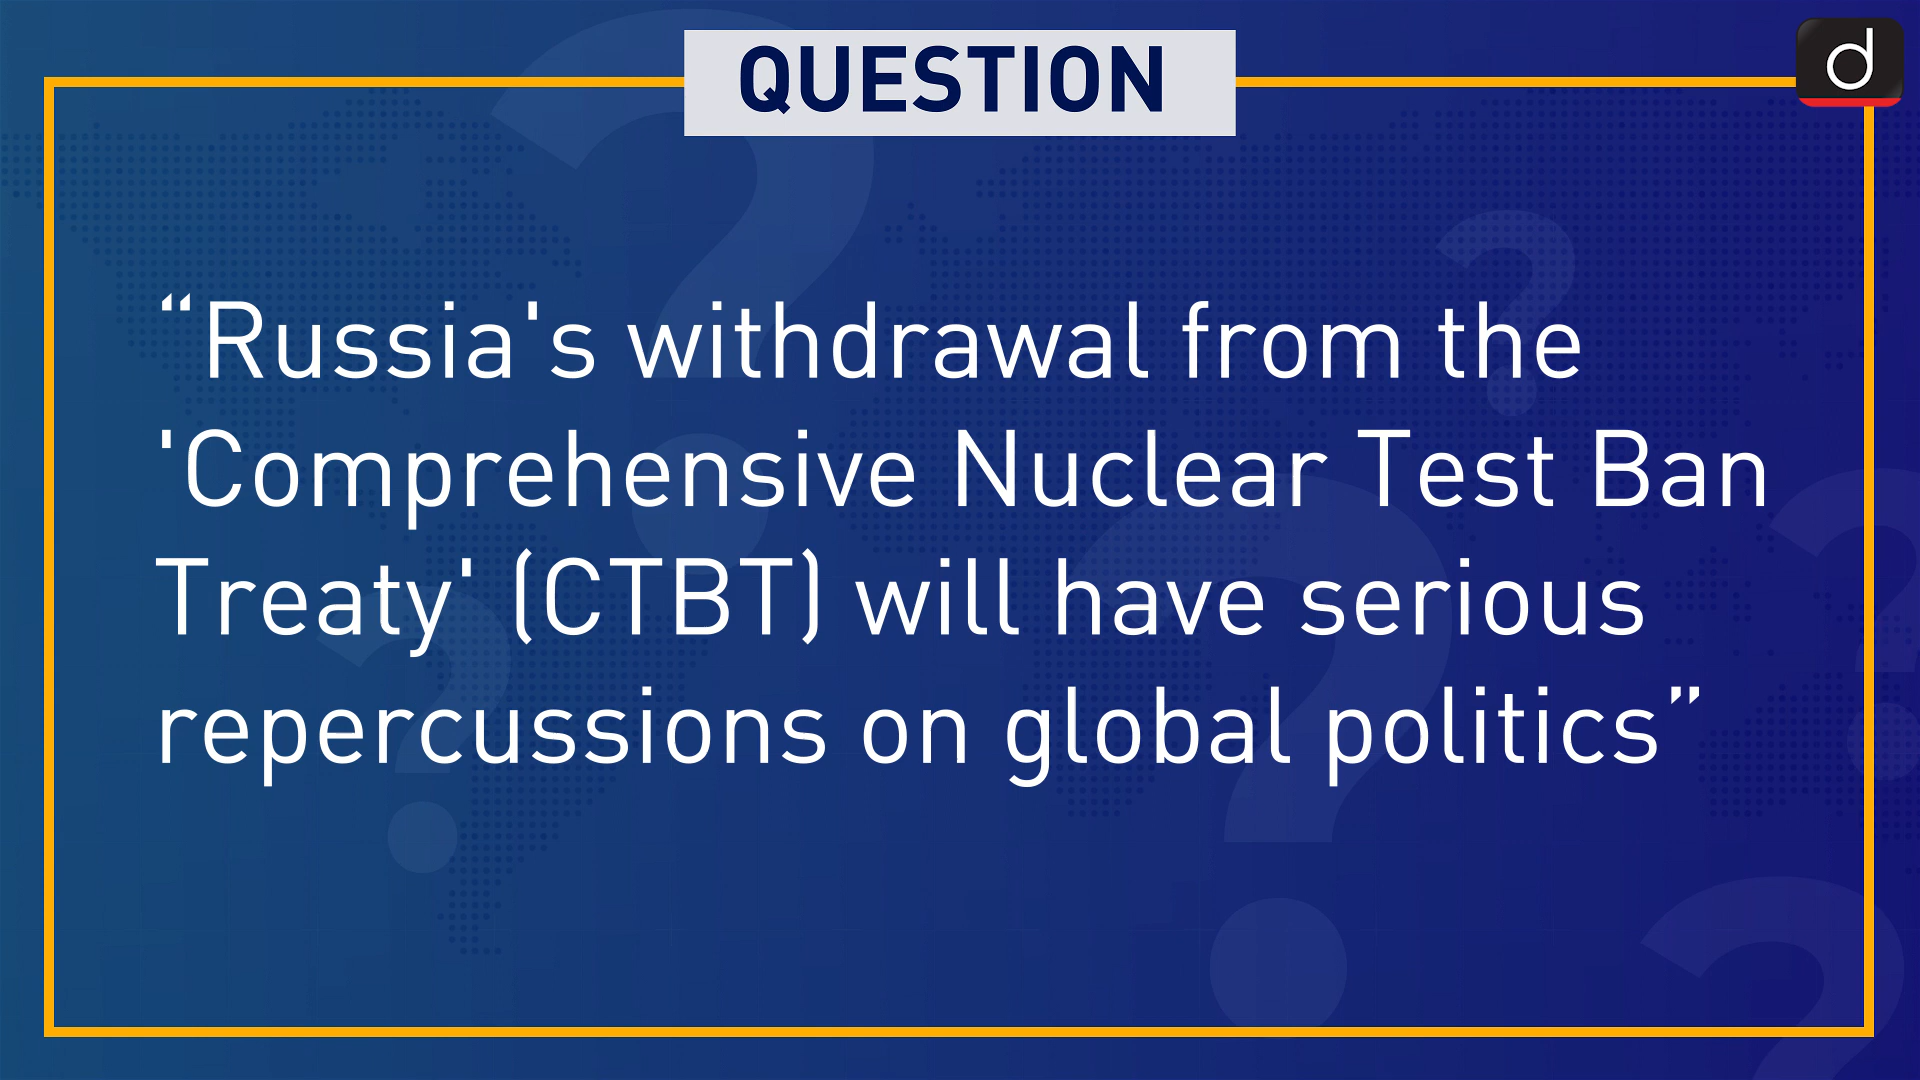 QUESTION
d
“Russia's withdrawal from the
'Comprehensive Nuclear Test Ban
Treaty' (CTBT) will have serious
repercussions on global politics”